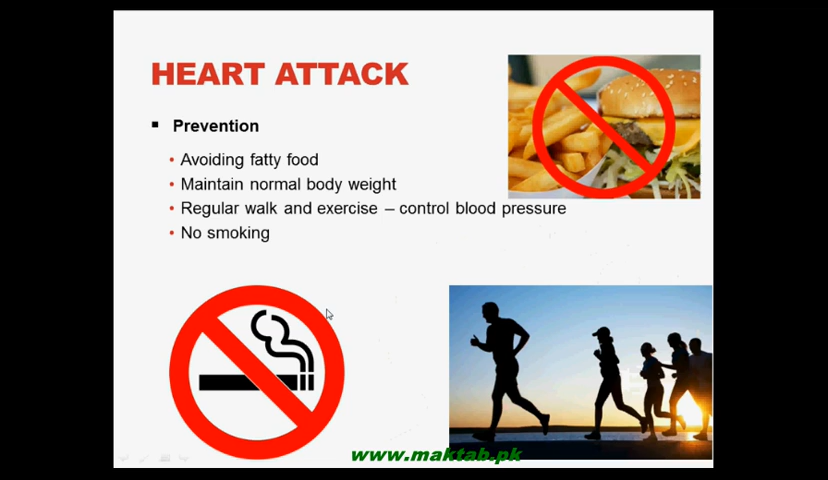 HEART ATTACK
Prevention
Avoiding fatty food
Maintain normal body weight
Regular walk and exercise – control blood pressure
No smoking
www.maktab.pk